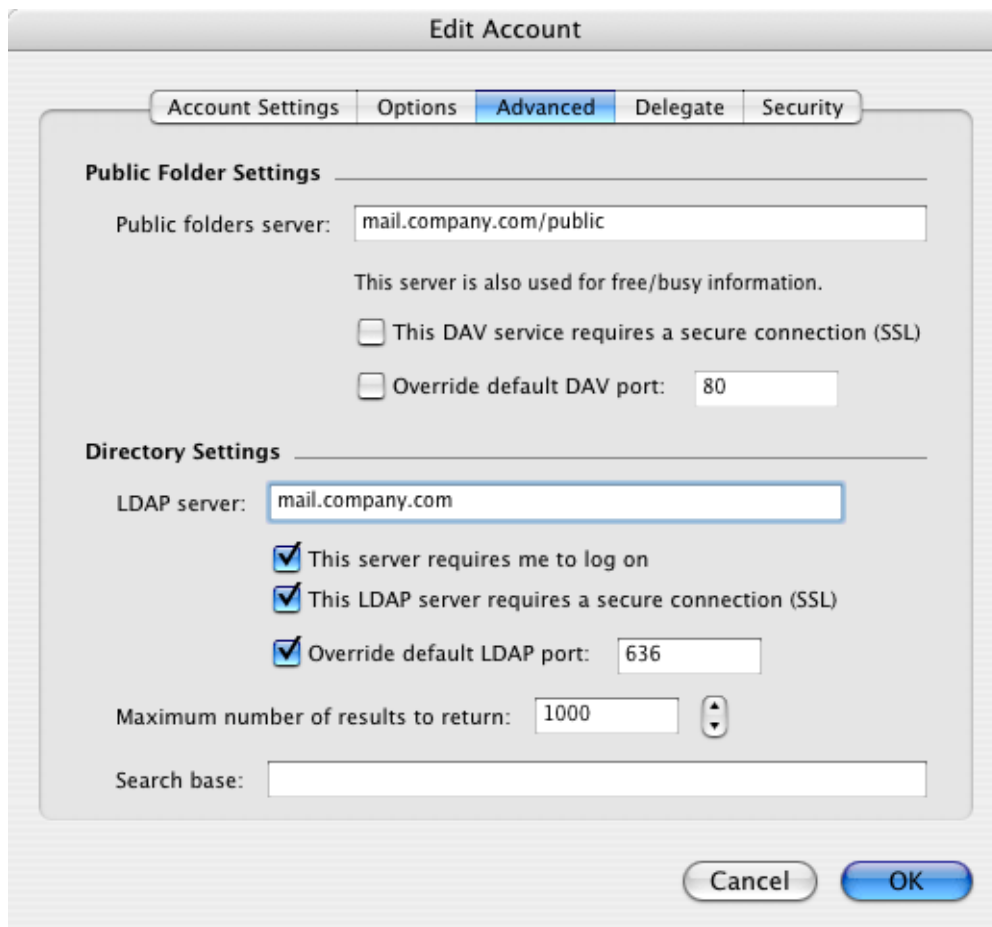 Edit Account
Account Settings Options Advanced Delegate Security
Public Folder Settings
Public folders server: mail.company.com/public
This server is also used for free/busy information.
This DAV service requires a secure connection (SSL)
Override default DAV port: 80
Directory Settings
LDAP server: mail.company.com
This server requires me to log on
This LDAP server requires a secure connection (SSL)
Override default LDAP port: 636
Maximum number of results to return: 1000
Search base:
Cancel OK